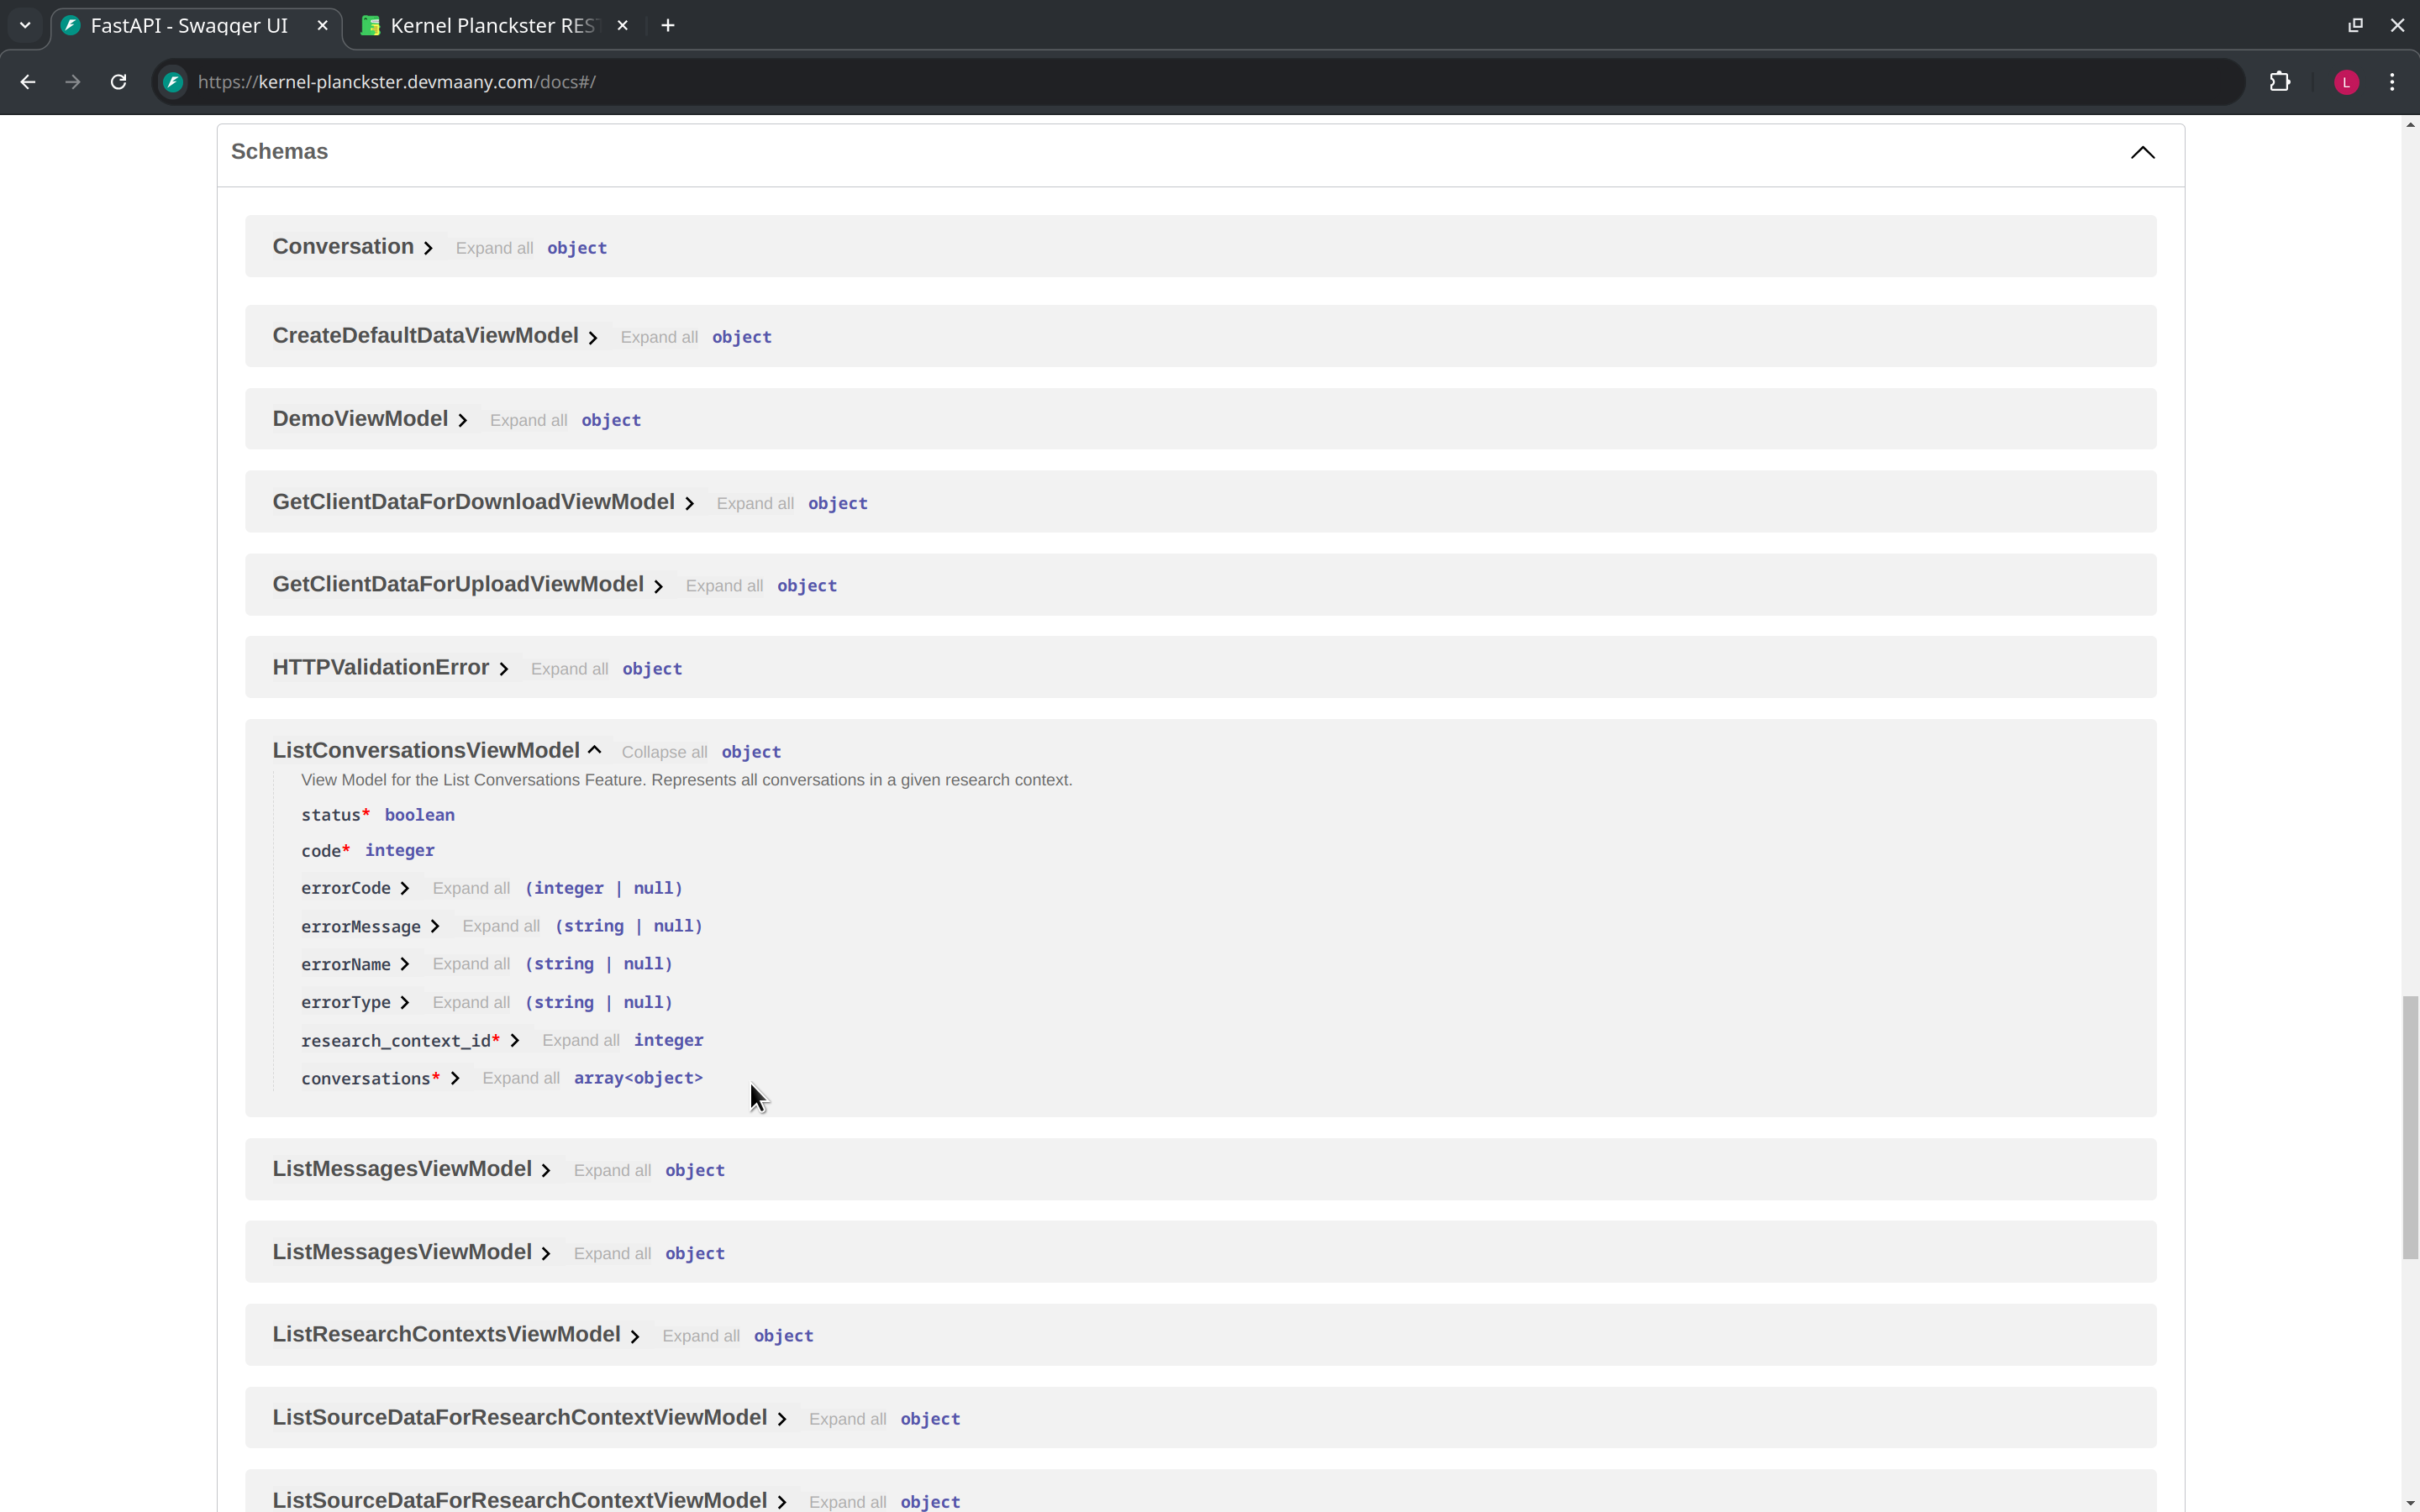 FastAPI - Swagger UI
Kernel Planckster RES
https://kernel-planckster.devmaany.com/docs#/
L
Schemas
Conversation Expand all object
CreateDefaultDataViewModel Expand all object
DemoViewModel Expand all object
GetClientDataForDownloadViewModel Expand all object
GetClientDataForUploadViewModel Expand all object
HTTPValidationError Expand all object
ListConversationsViewModel Collapse all object
View Model for the List Conversations Feature. Represents all conversations in a given research context.
status* boolean
code* integer
errorCode Expand all (integer | null)
errorMessage Expand all (string | null)
errorName Expand all (string | null)
errorType Expand all (string | null)
research_context_id* Expand all integer
conversations* Expand all array<object>
ListMessagesViewModel Expand all object
ListMessagesViewModel Expand all object
ListResearchContextsViewModel Expand all object
ListSourceDataForResearchContextViewModel Expand all object
ListSourceDataForResearchContextViewModel Expand all object